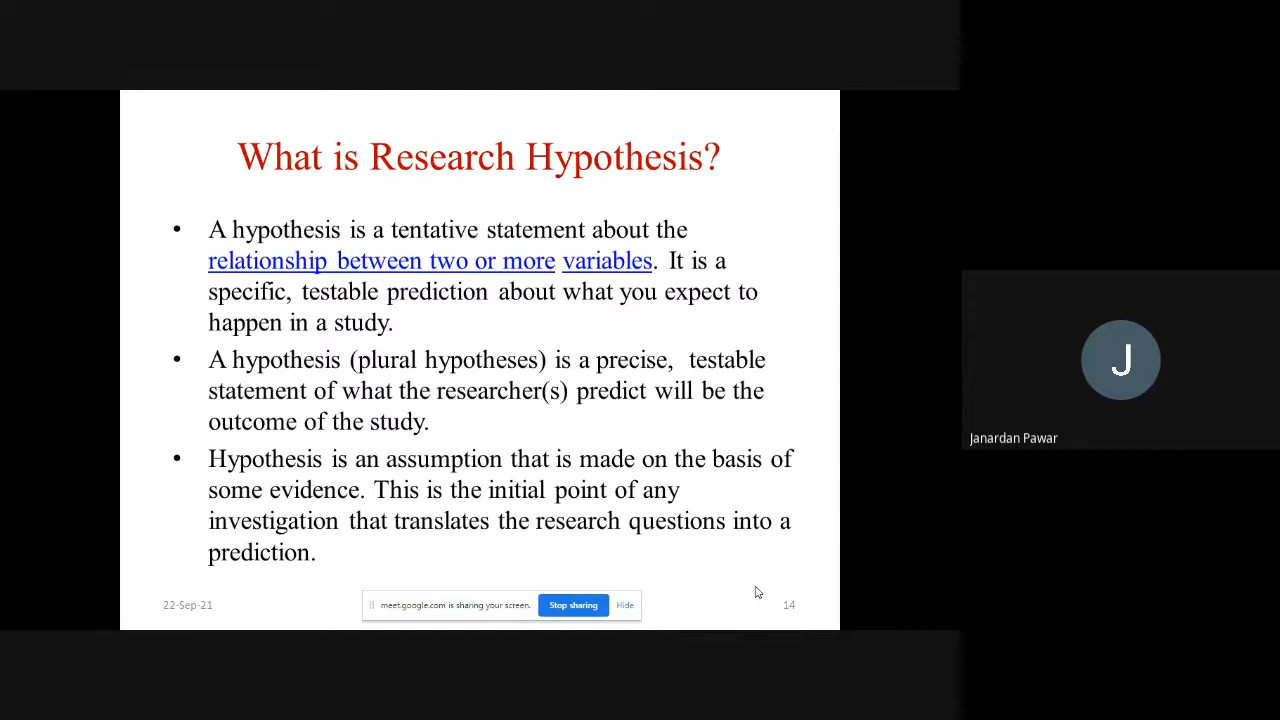 What is Research Hypothesis?
• A hypothesis is a tentative statement about the
relationship between two or more variables. It is a
specific, testable prediction about what you expect to
happen in a study.
• A hypothesis (plural hypotheses) is a precise, testable
statement of what the researcher(s) predict will be the
outcome of the study.
• Hypothesis is an assumption that is made on the basis of
some evidence. This is the initial point of any
investigation that translates the research questions into a
prediction.
22-Sep-21
meet.google.com is sharing your screen. Stop sharing Hide
14
J
Janardan Pawar